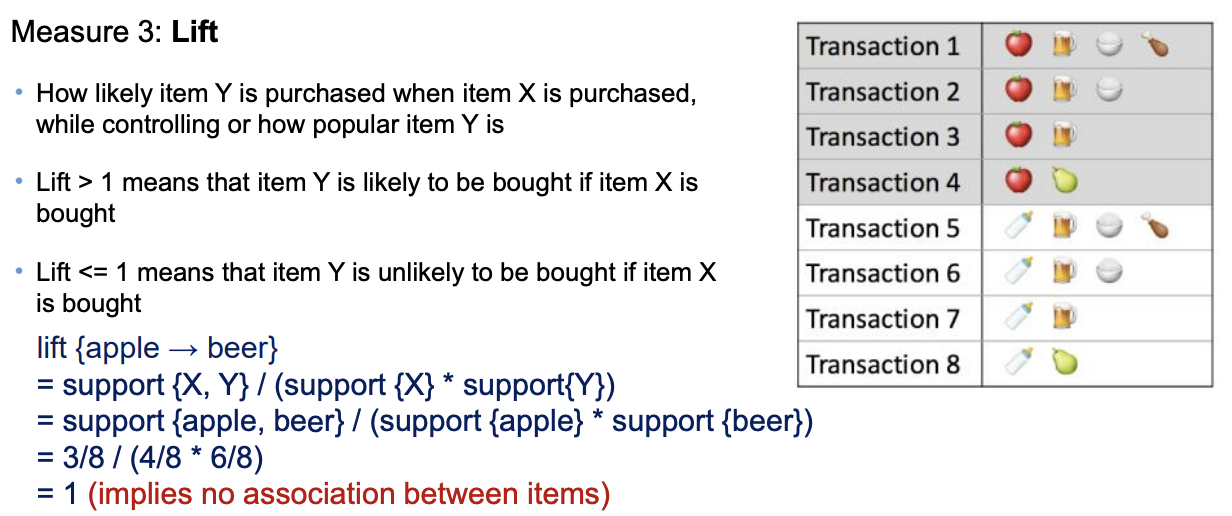 Measure 3: Lift
• How likely item Y is purchased when item X is purchased,
while controlling or how popular item Y is
• Lift > 1 means that item Y is likely to be bought if item X is
bought
• Lift <= 1 means that item Y is unlikely to be bought if item X
is bought
lift {apple → beer}
= support {X, Y} / (support {X} * support{Y})
= support {apple, beer} / (support {apple} * support {beer})
= 3/8 / (4/8 * 6/8)
= 1 (implies no association between items)
Transaction 1
Transaction 2
Transaction 3
Transaction 4
Transaction 5
Transaction 6
Transaction 7
Transaction 8